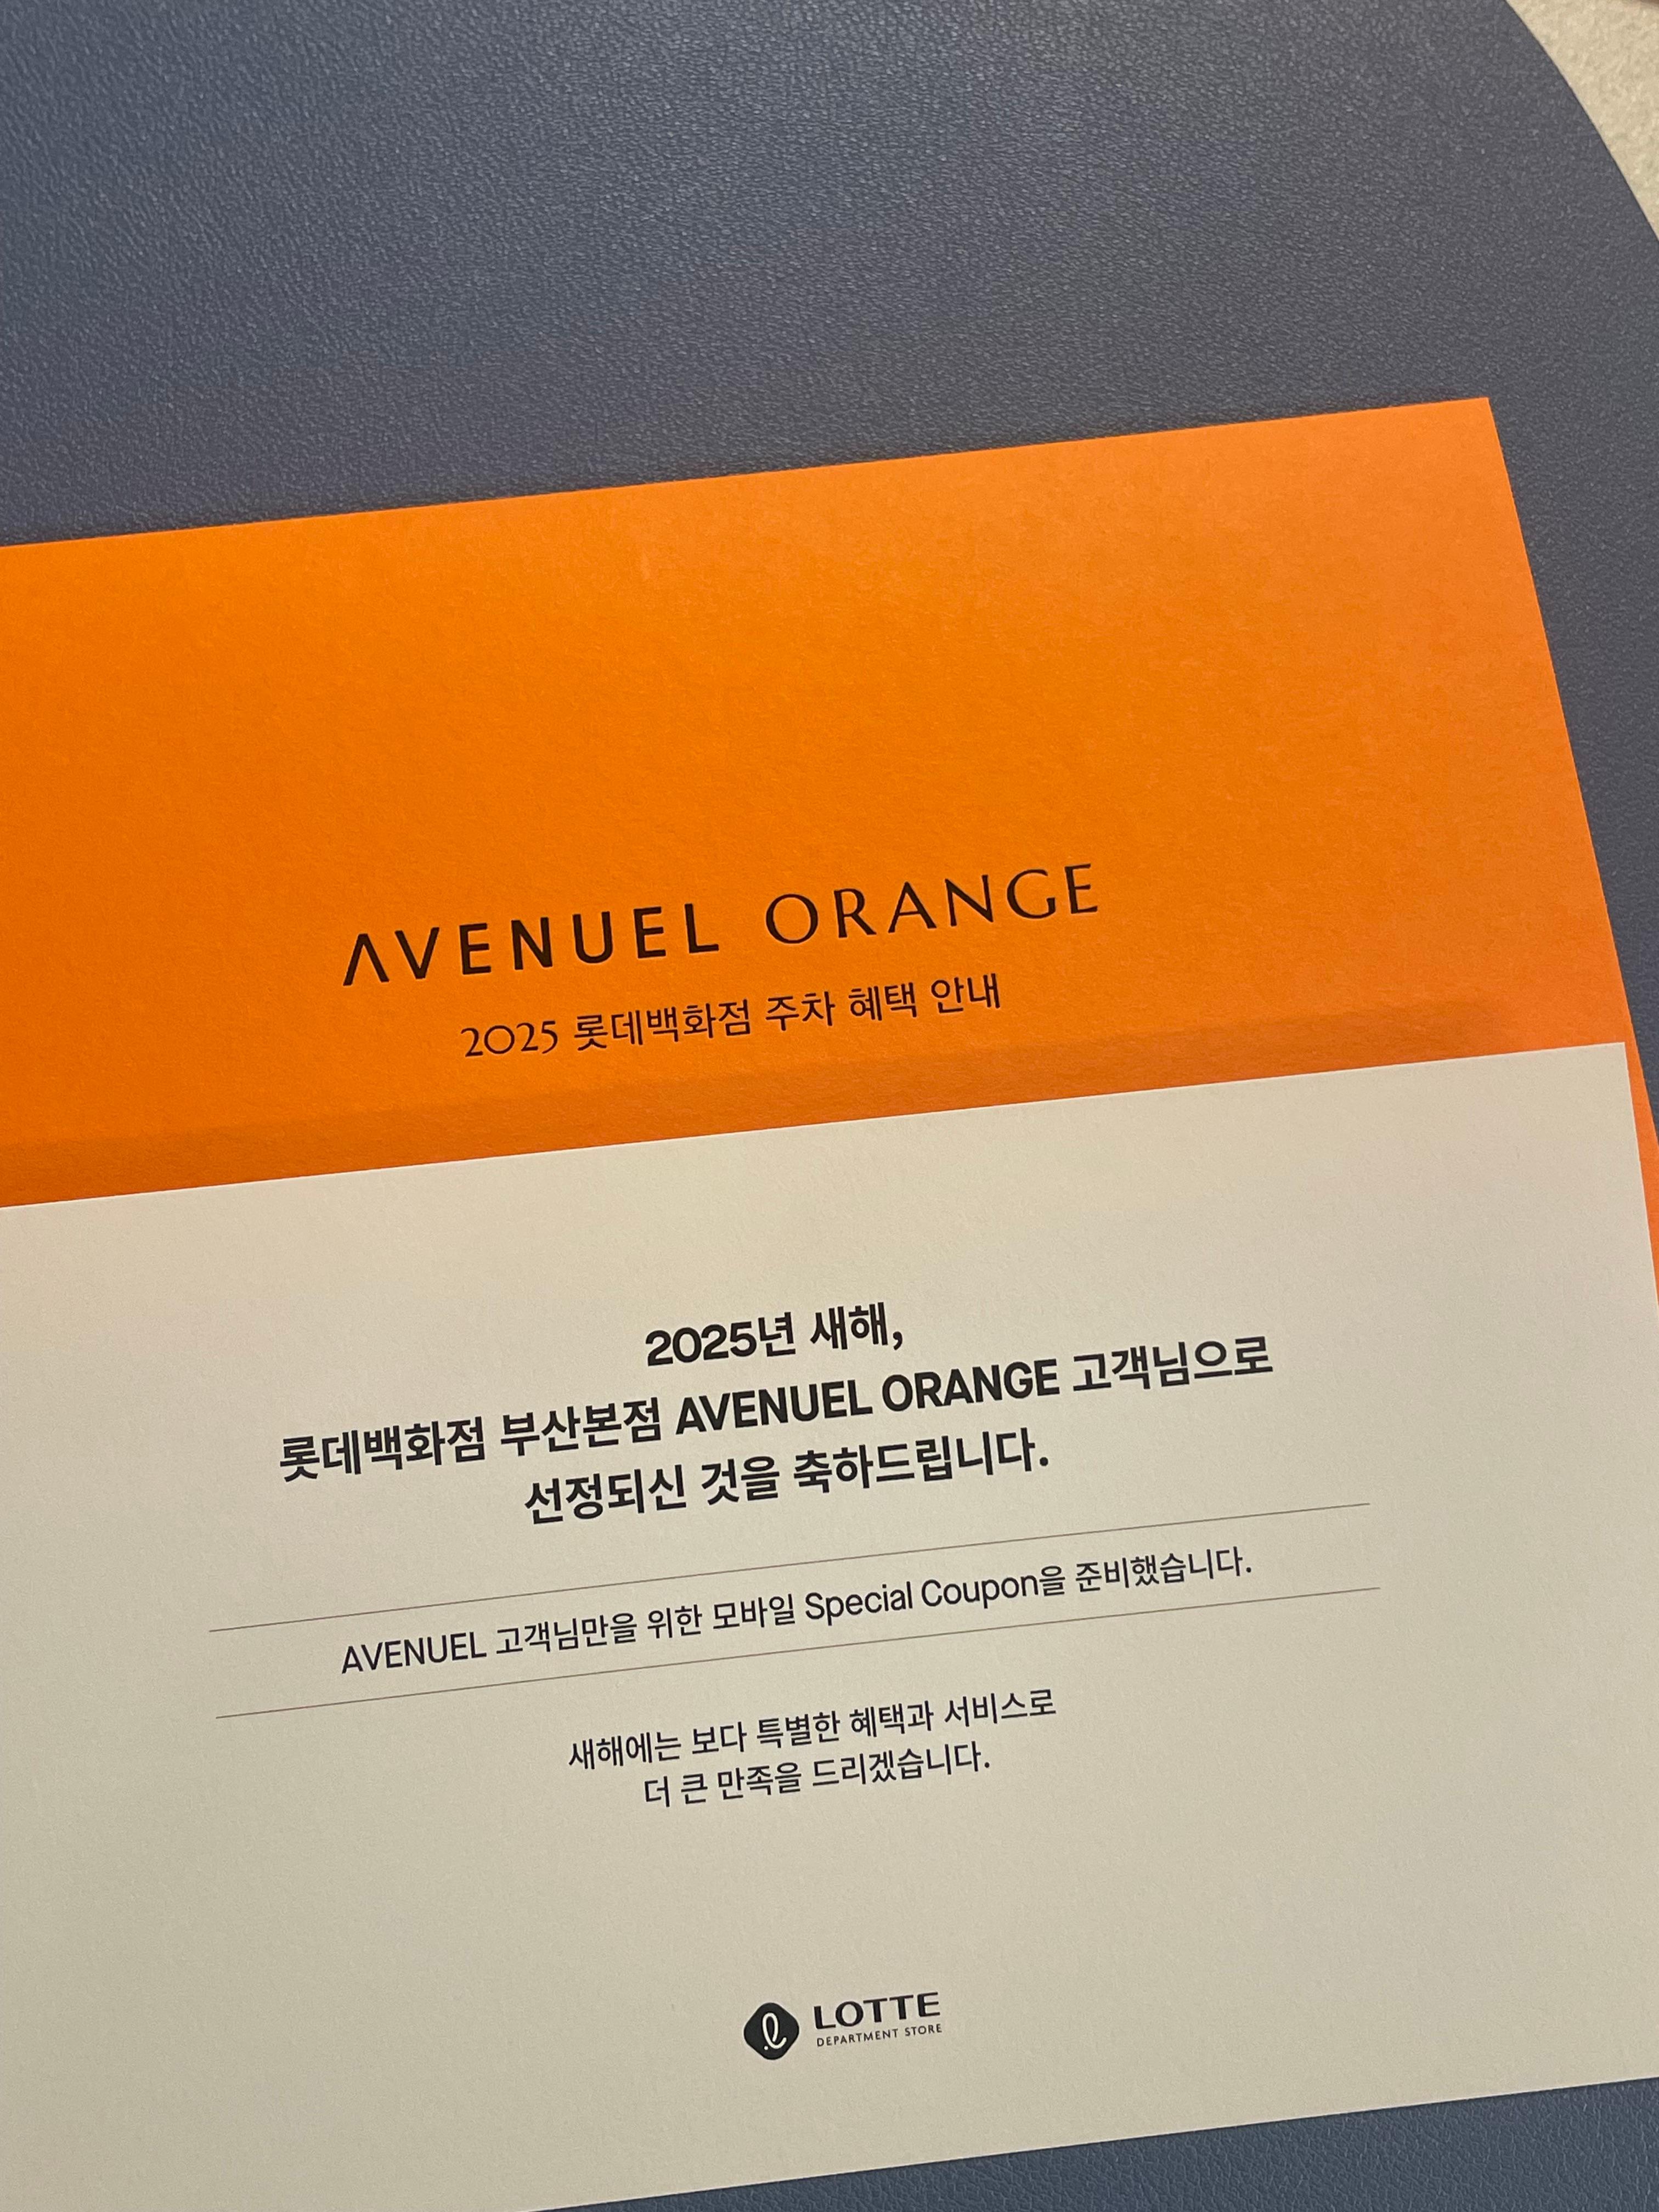 AVENUEL ORANGE
2025 롯데백화점 주차 혜택 안내
2025년 새해,
롯데백화점 부산본점 AVENUEL ORANGE 고객님으로
선정되신 것을 축하드립니다.
AVENUEL 고객님만을 위한 모바일 Special Coupon을 준비했습니다.
새해에는 보다 특별한 혜택과 서비스로
더 큰 만족을 드리겠습니다.
LOTTE
DEPARTMENT STORE